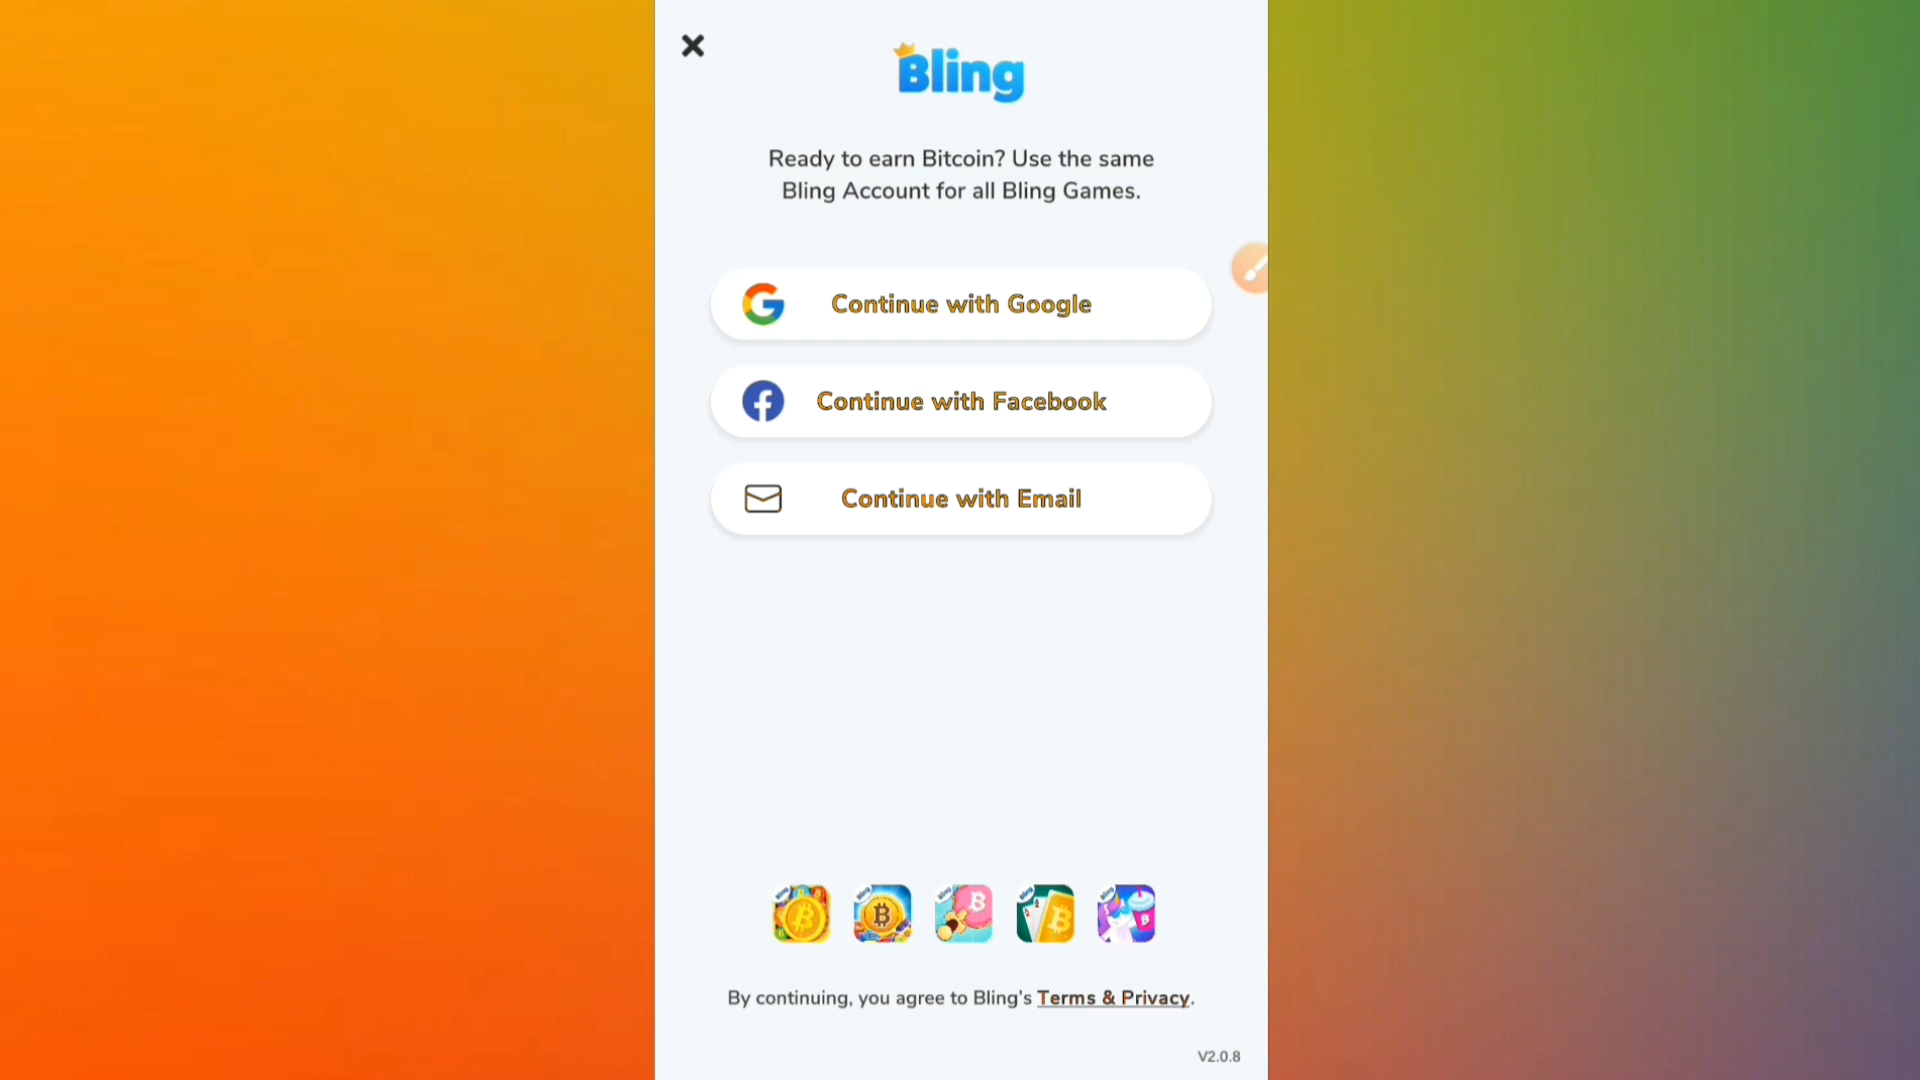 Bling
Ready to earn Bitcoin? Use the same
Bling Account for all Bling Games.
Continue with Google
Continue with Facebook
Continue with Email
By continuing, you agree to Bling's Terms & Privacy.
V2.0.8